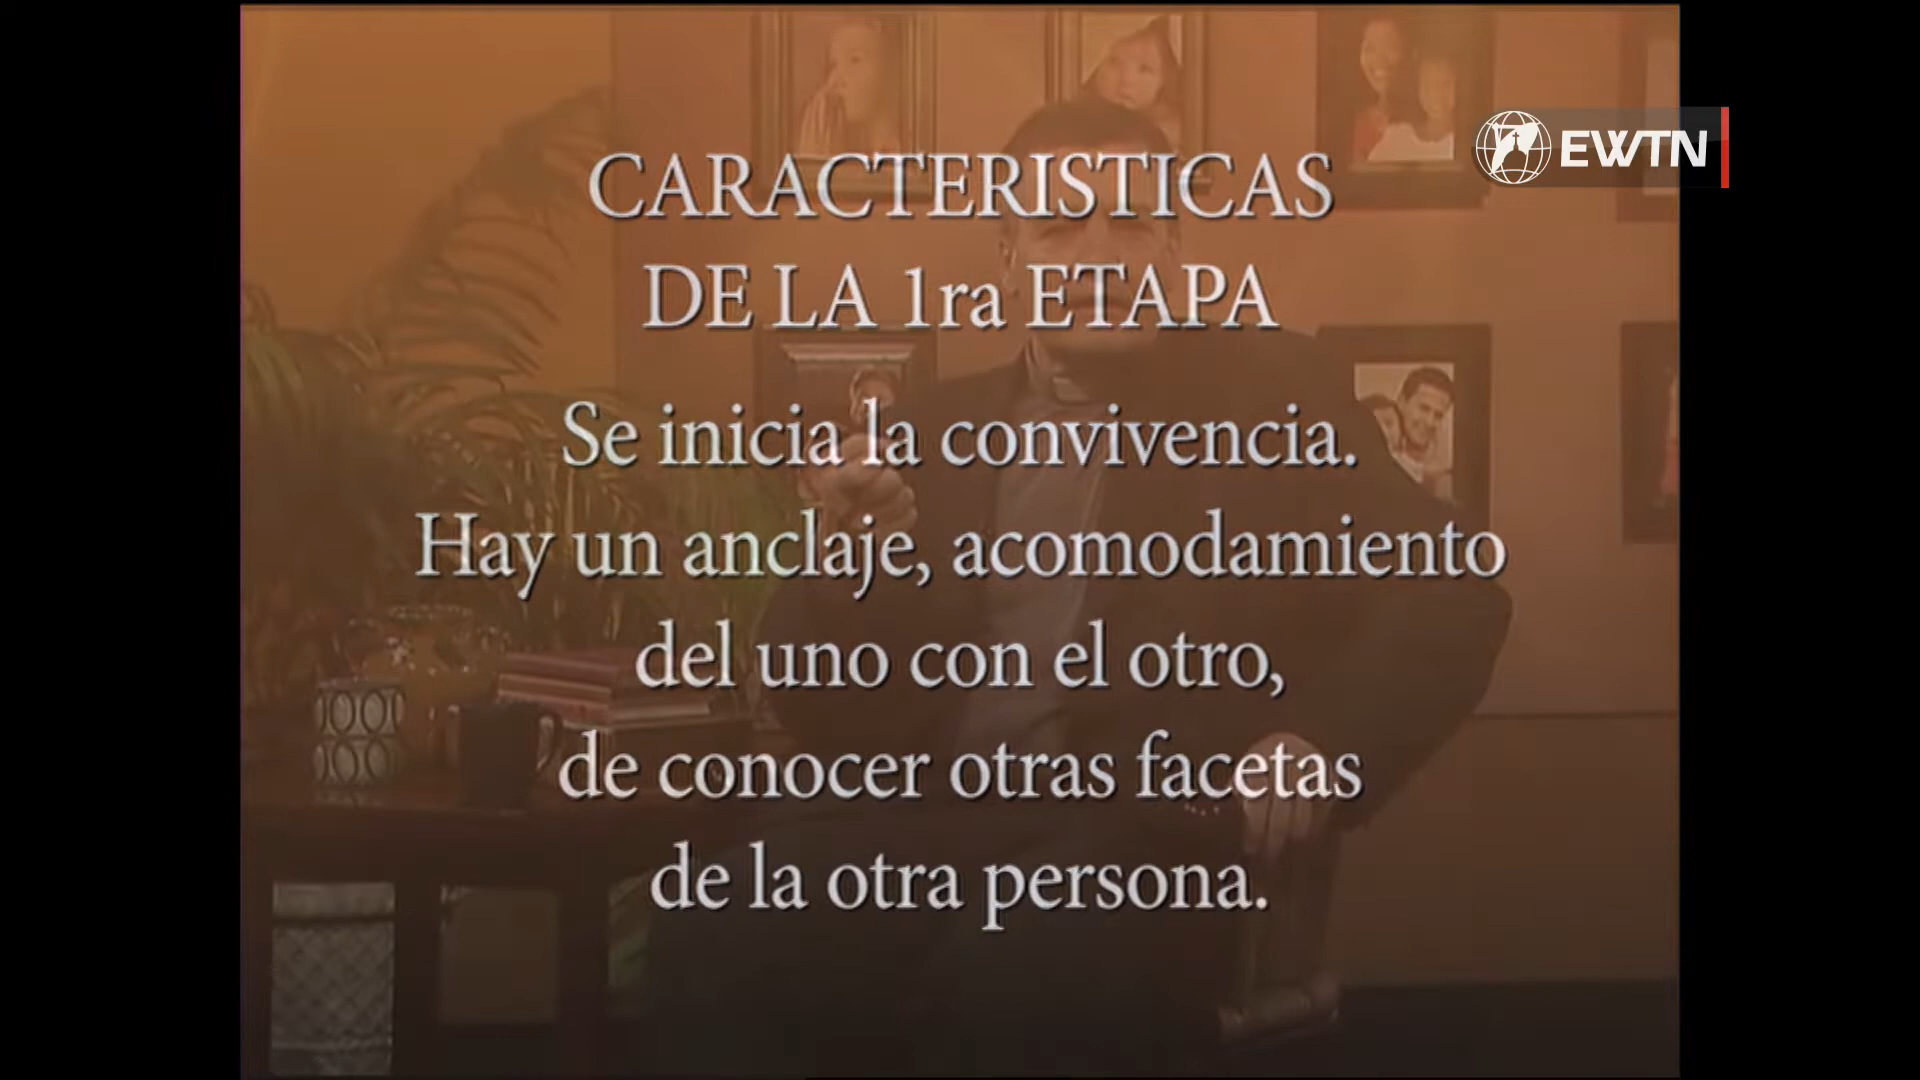 EWTN
CARACTERISTICAS
DE LA 1ra ETAPA
Se inicia la convivencia.
Hay un anclaje, acomodamiento
del uno con el otro,
de conocer otras facetas
de la otra persona.